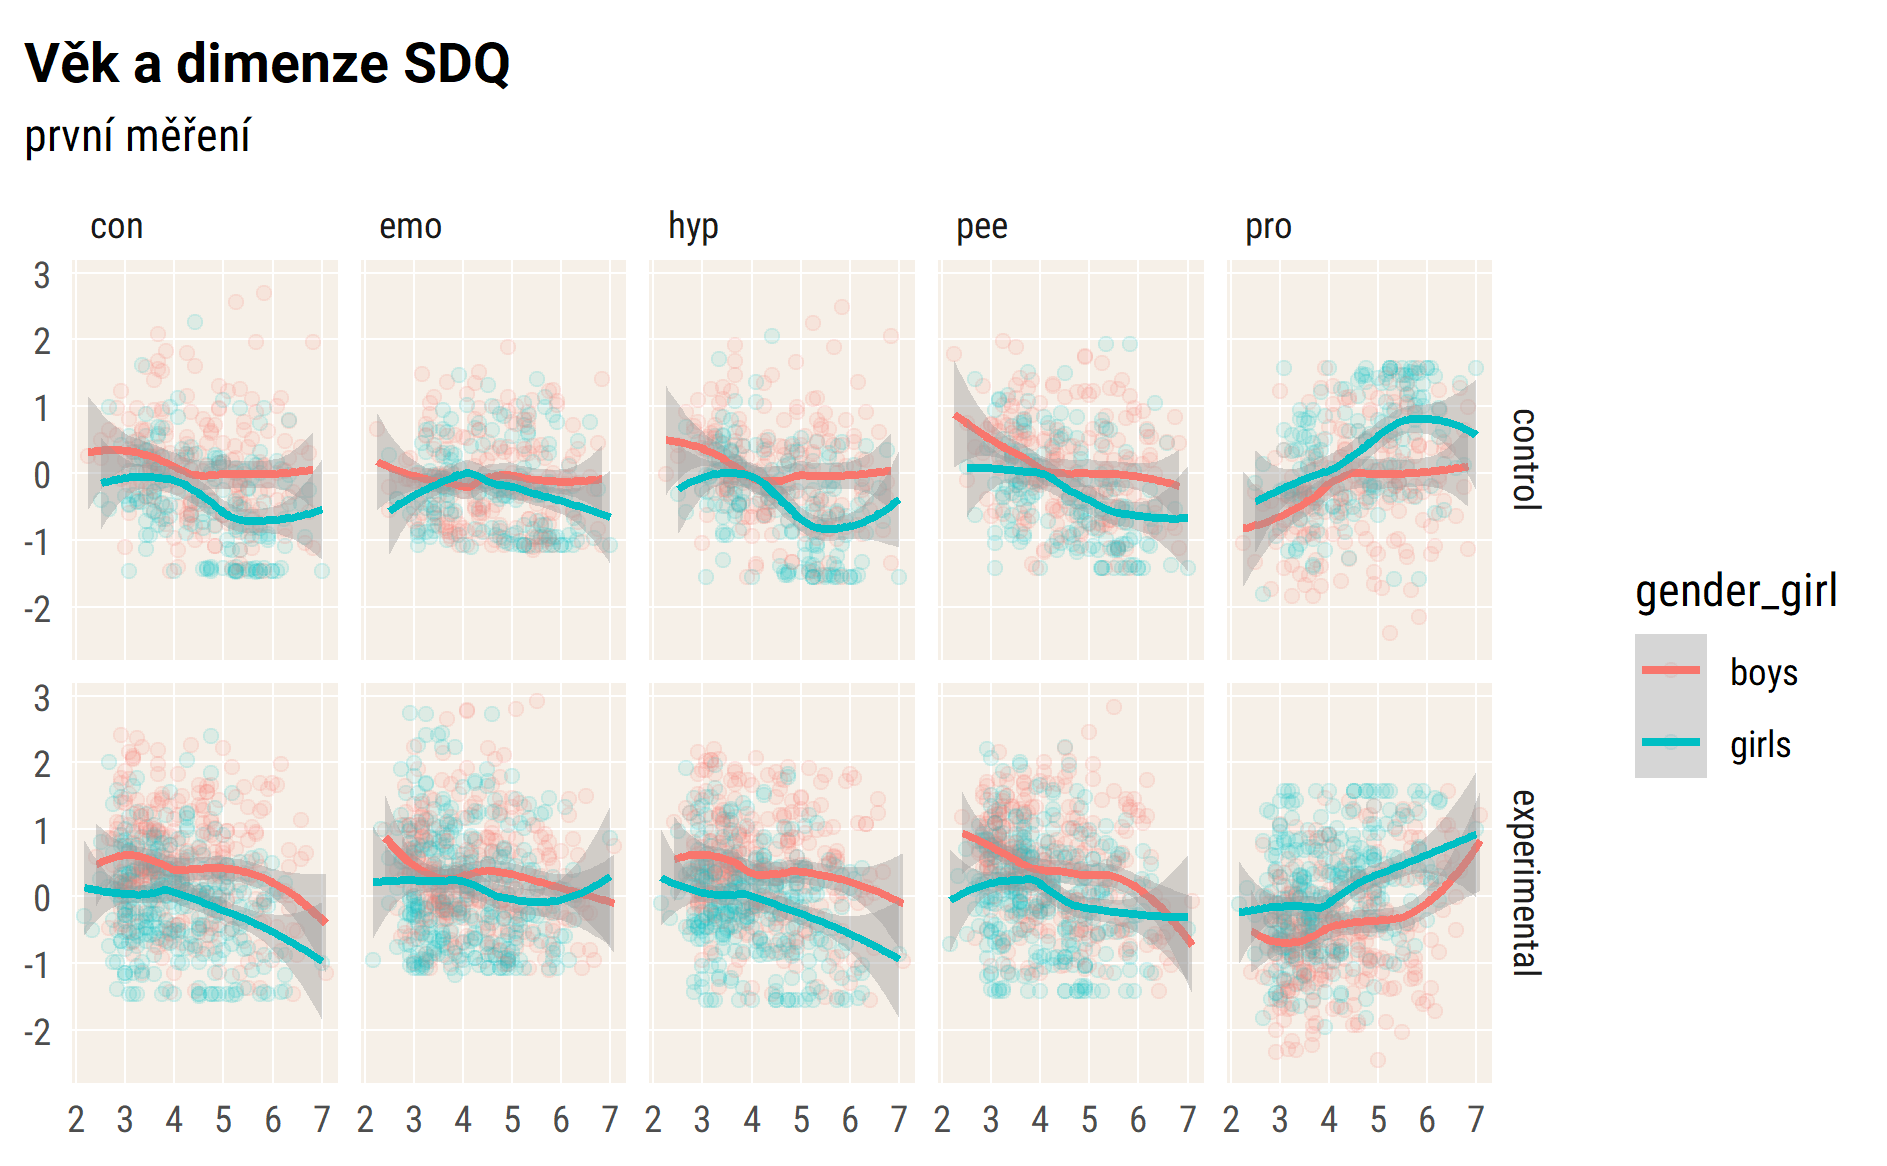 Věk a dimenze SDQ
první měření
con emo hyp pee pro
3
2
1
0
-1
-2
control
3
2
1
0
-1
-2
experimental
2 3 4 5 6 7 2 3 4 5 6 7 2 3 4 5 6 7 2 3 4 5 6 7 2 3 4 5 6 7
gender_girl
boys
girls